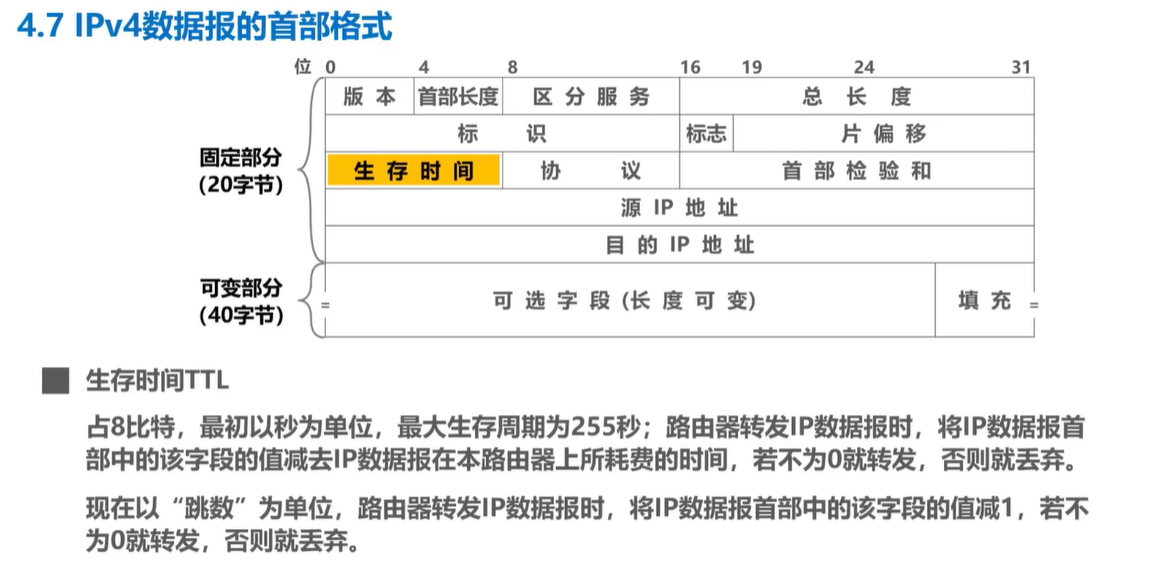 4.7 IPv4数据报的首部格式
位 0 4 8 16 19 24 31
版 本 首部长度 区 分 服 务 总 长 度
标 识 标志 片 偏 移
固定部分
(20字节)
生 存 时 间 协 议 首 部 检 验 和
源 IP 地 址
目 的 IP 地 址
可变部分
(40字节)
可 选 字 段 (长 度 可 变) 填 充
生存时间TTL
占8比特，最初以秒为单位，最大生存周期为255秒；路由器转发IP数据报时，将IP数据报首
部中的该字段的值减去IP数据报在本路由器上所耗费的时间，若不为0就转发，否则就丢弃。
现在以“跳数”为单位，路由器转发IP数据报时，将IP数据报首部中的该字段的值减1，若不
为0就转发，否则就丢弃。